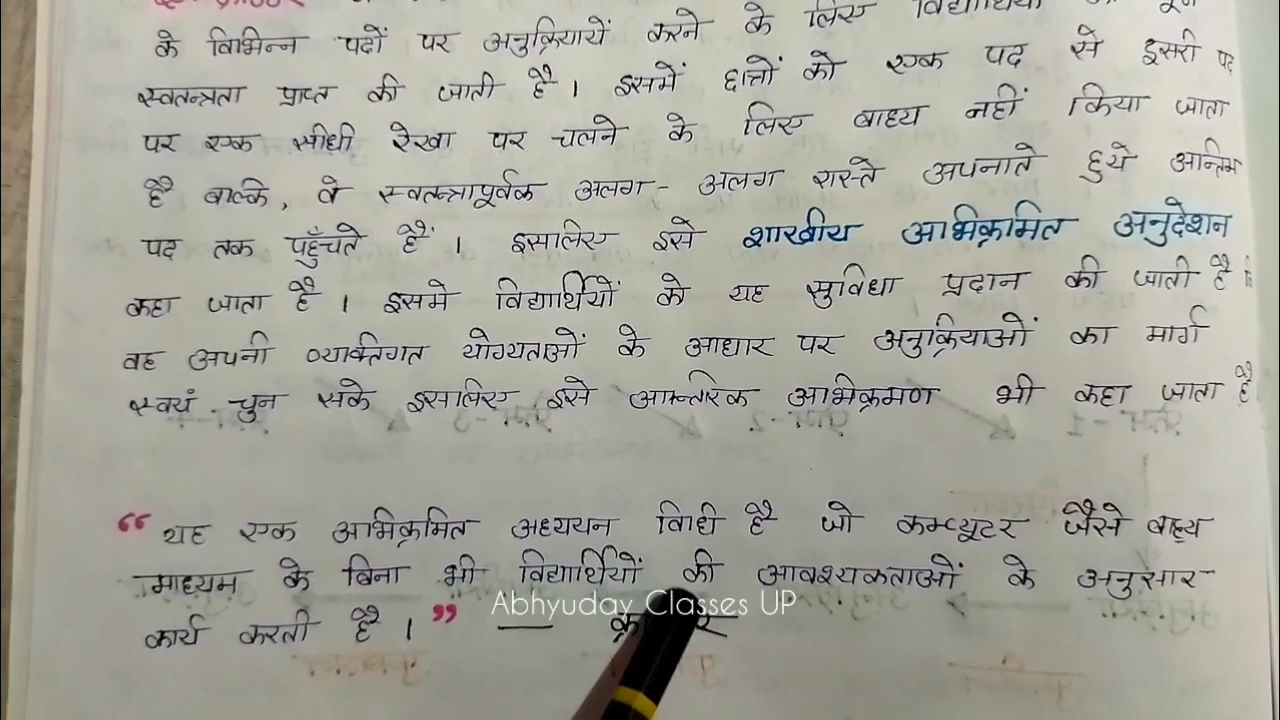 के विभिन्न पदों पर अनुक्रियायें करने के लिए
स्वतन्त्रता प्राप्त की जाती है । इसमें छात्रों को एक पद से इसरी पद
पर एक सीधी रेखा पर चलने के लिए बाध्य नहीं किया जाता
है बल्कि, वे स्वतन्त्रापूर्वक अलग - अलग रास्ते अपनाते हुये अन्तिम
पद तक पहुँचते हैं । इसलिए इसे शाखीय अभिक्रमित अनुदेशन
कहा जाता है । इसमे विद्यार्थियों को यह सुविधा प्रदान की जाती है
वह अपनी व्यक्तिगत योग्यताओं के आधार पर अनुक्रियाओं का मार्ग
स्वयं चुन सके इसलिए इसे आन्तरिक अभिक्रमण भी कहा जाता है
“ यह एक अभिक्रमित अध्ययन विधि है जो कम्प्यूटर जैसे बाह्य
माध्यम के बिना भी विद्यार्थियों की आवश्यकताओं के अनुसार
Abhyuday Classes UP
कार्य करती है । ” —